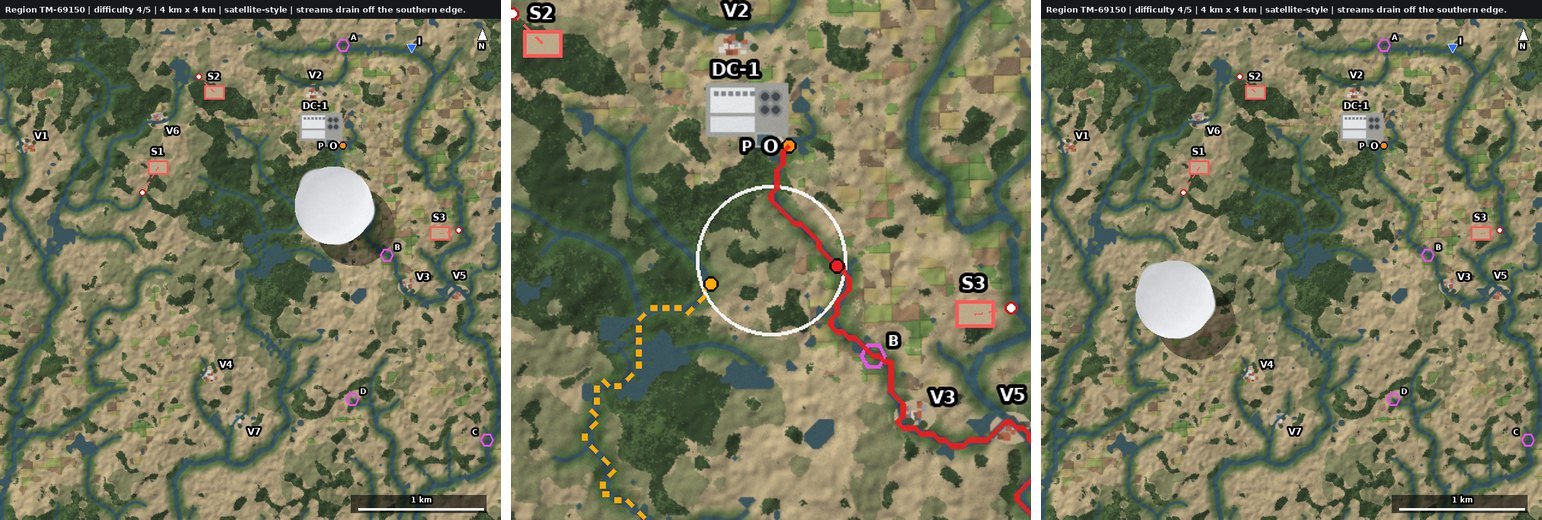 Region TM-69150 | difficulty 4/5 | 4 km x 4 km | satellite-style | streams drain off the southern edge.
N
A
I
S2
V2
DC-1
V6
P O
V1
S1
S3
B
V3
V5
V4
D
V7
C
1 km
S2
V2
DC-1
P O
S3
B
V3
V5
Region TM-69150 | difficulty 4/5 | 4 km x 4 km | satellite-style | streams drain off the southern edge.
N
A
I
S2
V2
DC-1
V6
P O
V1
S1
S3
B
V3
V5
V4
D
V7
C
1 km